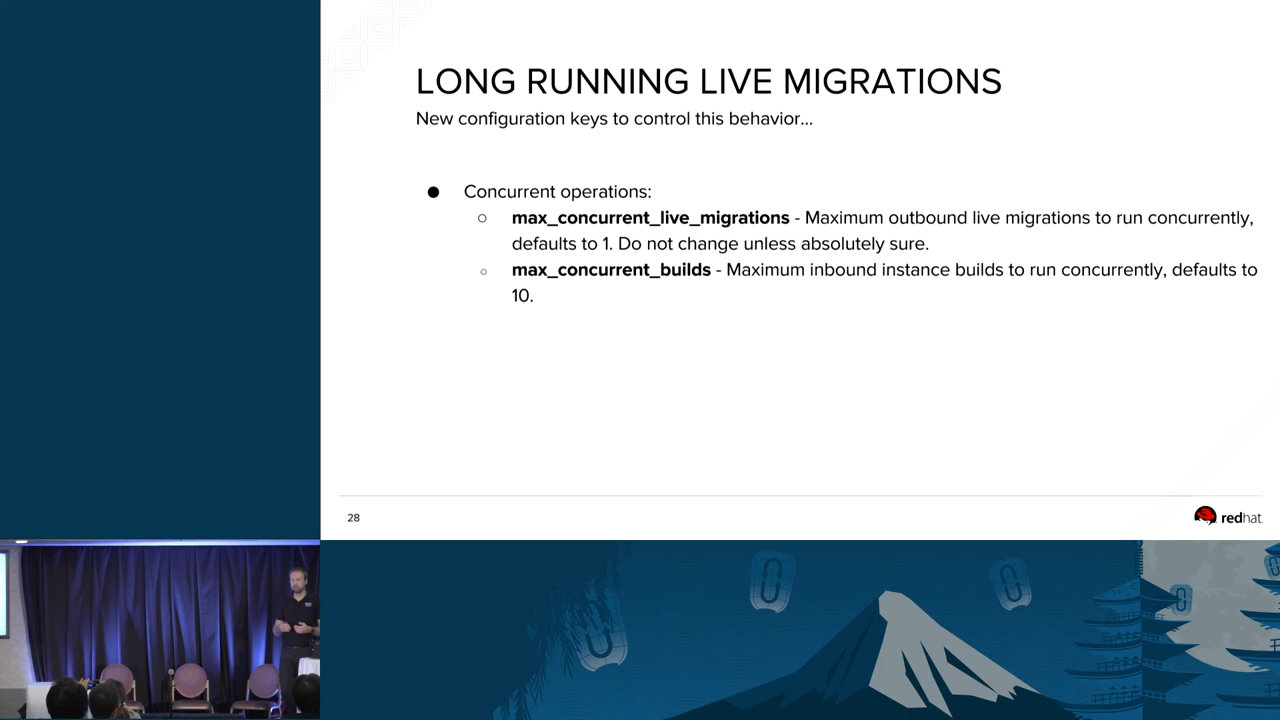 LONG RUNNING LIVE MIGRATIONS
New configuration keys to control this behavior...
● Concurrent operations:
○ max_concurrent_live_migrations - Maximum outbound live migrations to run concurrently,
defaults to 1. Do not change unless absolutely sure.
○ max_concurrent_builds - Maximum inbound instance builds to run concurrently, defaults to
10.
28
redhat.